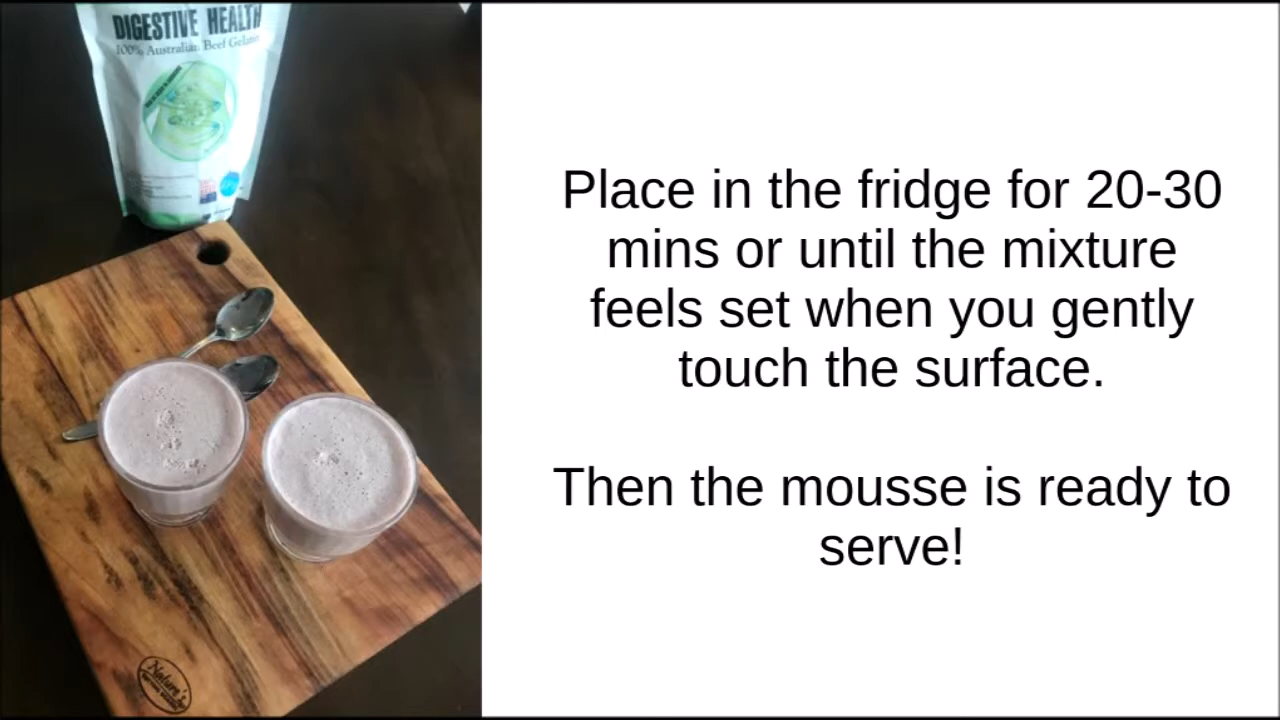 DIGESTIVE HEALTH
100% Australian Beef Gelatin
Place in the fridge for 20-30
mins or until the mixture
feels set when you gently
touch the surface.
Then the mousse is ready to
serve!
Nature's